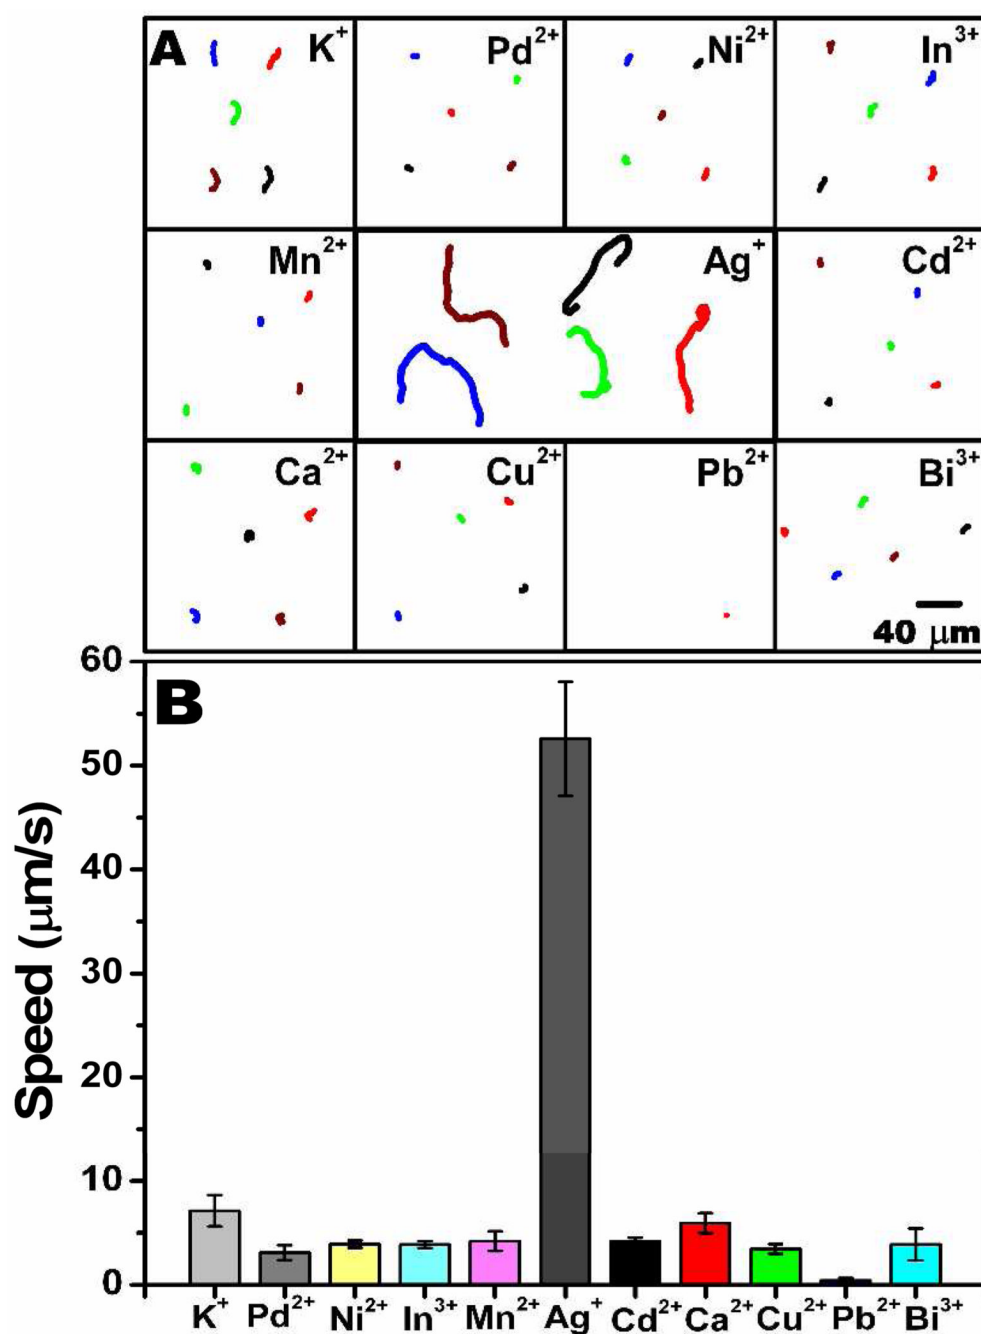 A K⁺ Pd²⁺ Ni²⁺ In³⁺
Mn²⁺ Ag⁺ Cd²⁺
Ca²⁺ Cu²⁺ Pb²⁺ Bi³⁺
40 μm
B
60
50
40
30
20
10
0
Speed (μm/s)
K⁺ Pd²⁺ Ni²⁺ In³⁺ Mn²⁺ Ag⁺ Cd²⁺ Ca²⁺ Cu²⁺ Pb²⁺ Bi³⁺